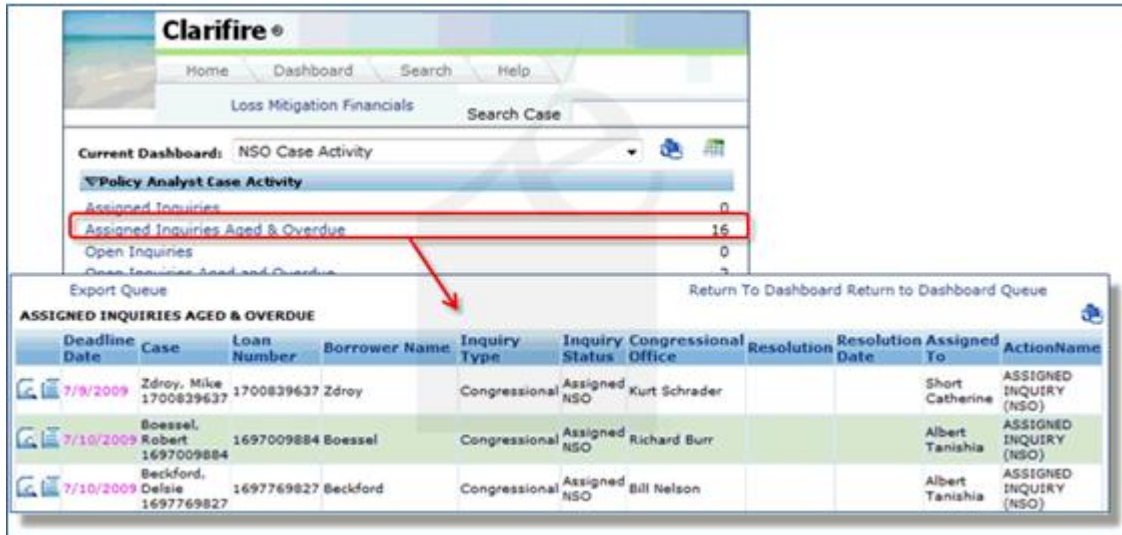 Clarifire ®
Home Dashboard Search Help
Loss Mitigation Financials Search Case
Current Dashboard: NSO Case Activity
Policy Analyst Case Activity
Assigned Inquiries 0
Assigned Inquiries Aged & Overdue 16
Open Inquiries 0
Open Inquiries Aged and Overdue
Export Queue Return To Dashboard Return to Dashboard Queue
ASSIGNED INQUIRIES AGED & OVERDUE
Deadline Date Case Loan Number Borrower Name Inquiry Type Inquiry Status Congressional Office Resolution Resolution Date Assigned To ActionName
7/9/2009 Zdroy, Mike 1700839637 1700839637 Zdroy Congressional Assigned NSO Kurt Schrader Short Catherine ASSIGNED INQUIRY (NSO)
7/10/2009 Boessel, Robert 1697009884 1697009884 Boessel Congressional Assigned NSO Richard Burr Albert Tanishia ASSIGNED INQUIRY (NSO)
7/10/2009 Beckford, Delsie 1697769827 1697769827 Beckford Congressional Assigned NSO Bill Nelson Albert Tanishia ASSIGNED INQUIRY (NSO)